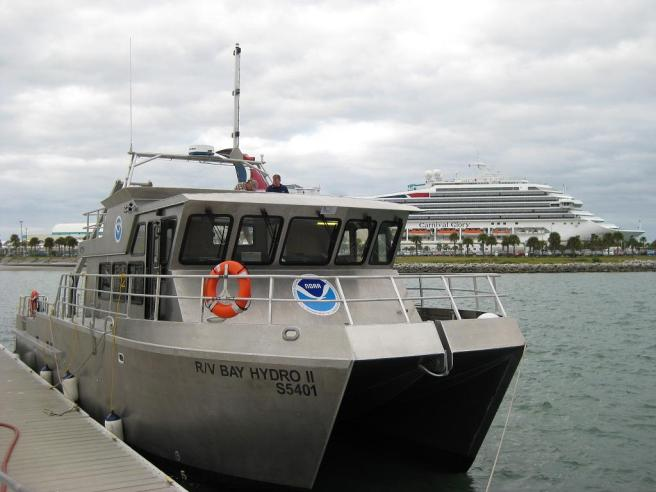 Carnival Glory
NOAA
R/V BAY HYDRO II
S5401